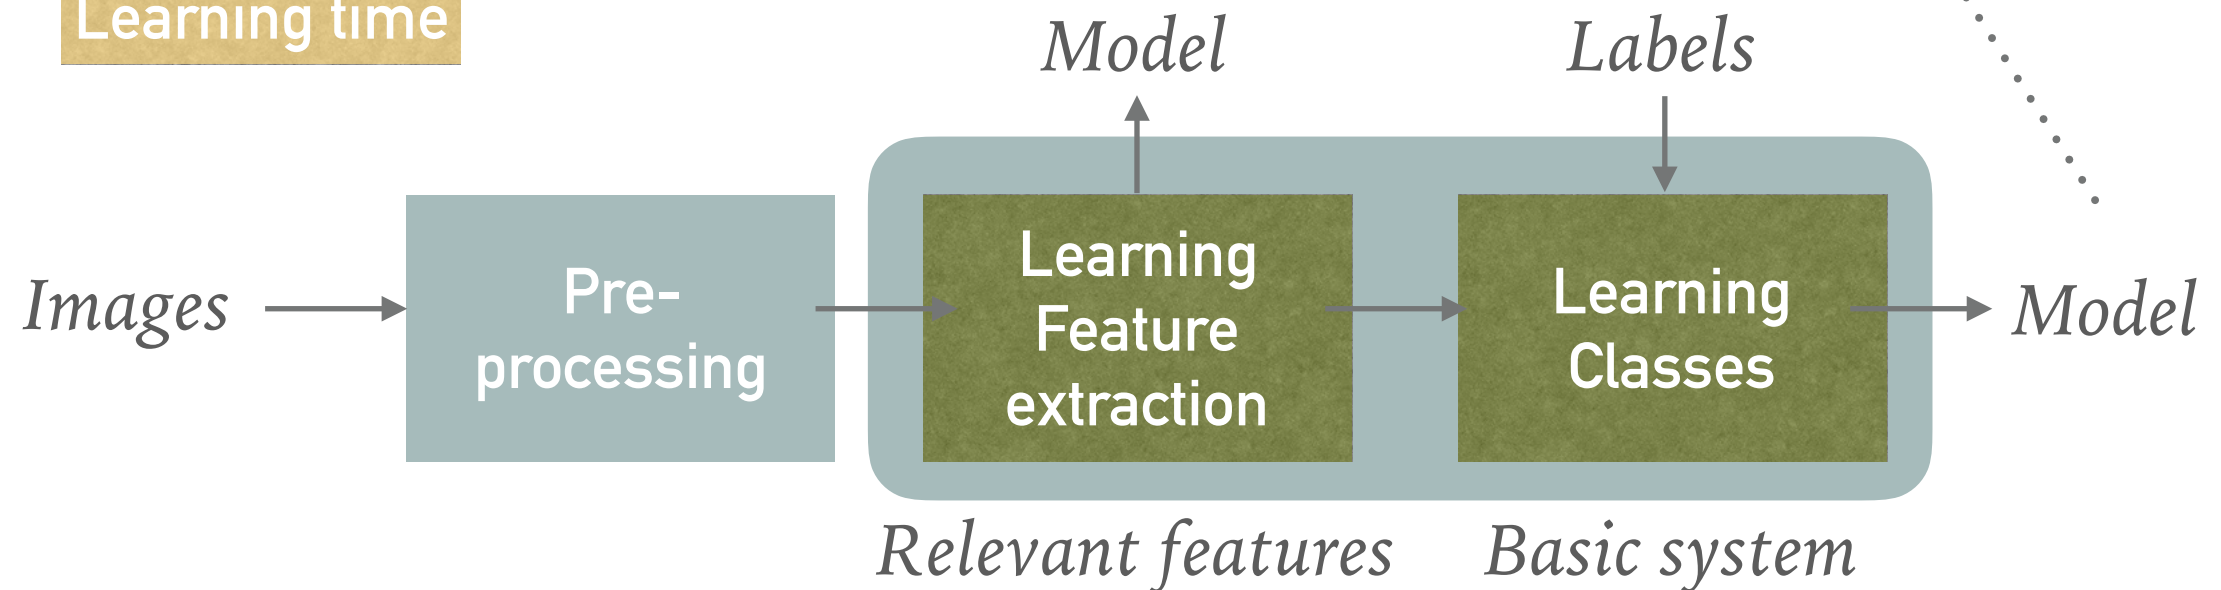 Learning time
Model
Labels
Images
Pre-
processing
Learning
Feature
extraction
Learning
Classes
Model
Relevant features
Basic system